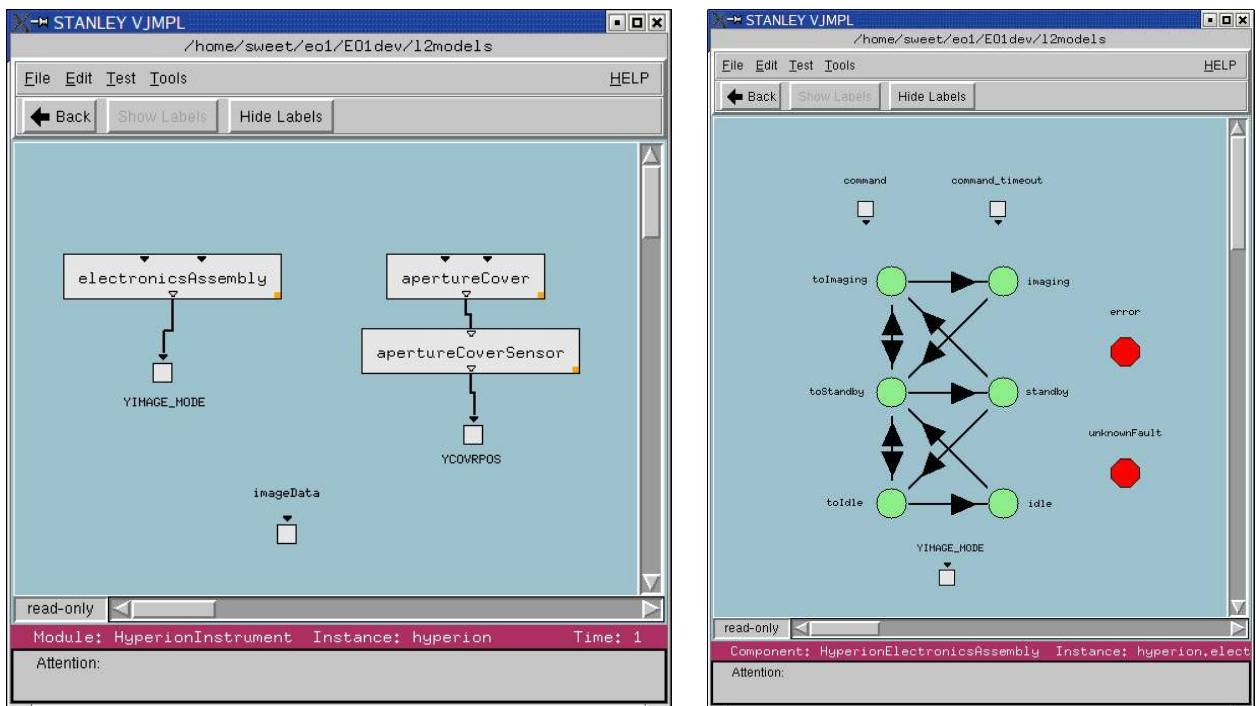 STANLEY VJMPL
/home/sweet/eo1/EO1dev/l2models
File Edit Test Tools HELP
Back Show Labels Hide Labels
electronicsAssembly
apertureCover
apertureCoverSensor
YIMAGE_MODE
YCOVRPOS
imageData
read-only
Module: HyperionInstrument Instance: hyperion Time: 1
Attention:
STANLEY VJMPL
/home/sweet/eo1/EO1dev/l2models
File Edit Test Tools HELP
Back Show Labels Hide Labels
command command_timeout
toImaging imaging
error
toStandby standby
unknownFault
toIdle idle
YIMAGE_MODE
read-only
Component: HyperionElectronicsAssembly Instance: hyperion.elect
Attention: